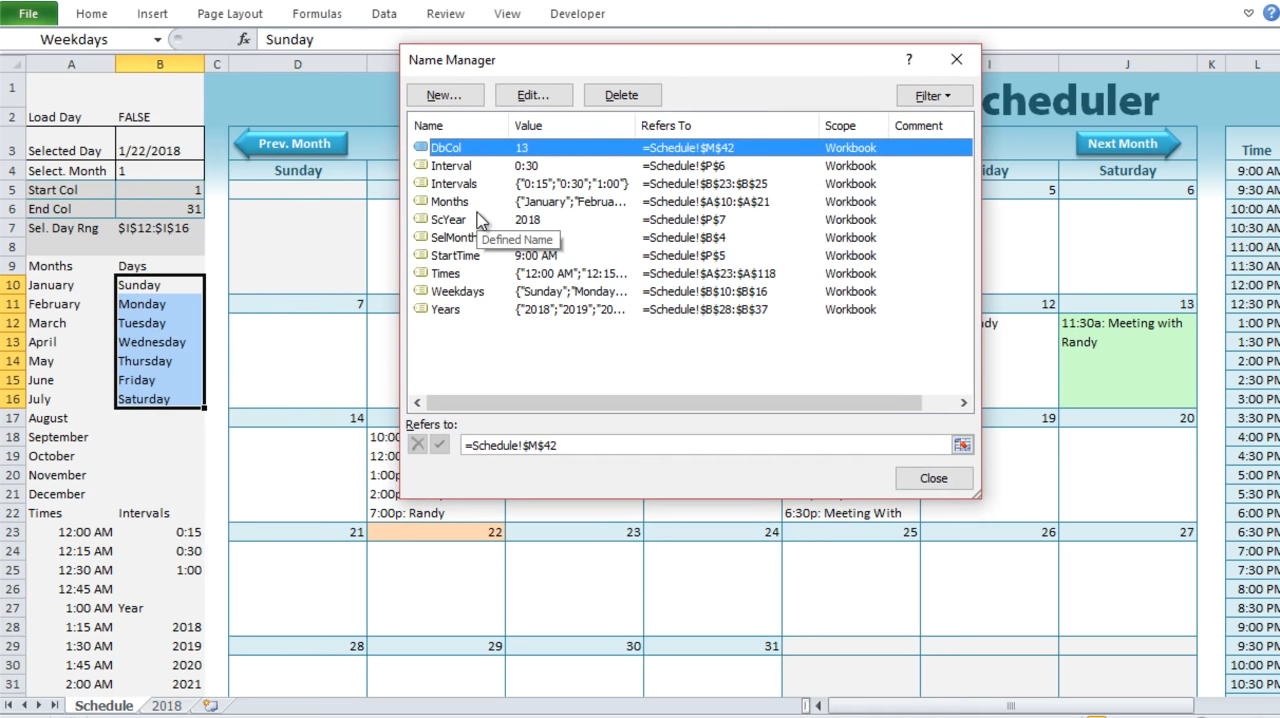 File Home Insert Page Layout Formulas Data Review View Developer
Weekdays fx Sunday
A B C D I J K L
cheduler
Name Manager
New... Edit... Delete Filter
Name Value Refers To Scope Comment
DbCol 13 =Schedule!$M$42 Workbook
Interval 0:30 =Schedule!$P$6 Workbook
Intervals {"0:15";"0:30";"1:00"} =Schedule!$B$23:$B$25 Workbook
Months {"January";"Februa... =Schedule!$A$10:$A$21 Workbook
ScYear 2018 =Schedule!$P$7 Workbook
SelMonth =Schedule!$B$4 Workbook
Defined Name
StartTime 9:00 AM =Schedule!$P$5 Workbook
Times {"12:00 AM";"12:15... =Schedule!$A$23:$A$118 Workbook
Weekdays {"Sunday";"Monday... =Schedule!$B$10:$B$16 Workbook
Years {"2018";"2019";"20... =Schedule!$B$28:$B$37 Workbook
Refers to:
=Schedule!$M$42
Close
1
2 Load Day FALSE
3 Selected Day 1/22/2018 Prev. Month Next Month Time
4 Select. Month 1 Sunday iday Saturday 9:00 AM
5 Start Col 1 5 6 9:30 AM
6 End Col 31 10:00 AM
7 Sel. Day Rng $I$12:$I$16 10:30 AM
8 11:00 AM
9 Months Days 11:30 AM
10 January Sunday 12:00 PM
11 February Monday 7 12 13 12:30 PM
12 March Tuesday dy 11:30a: Meeting with 1:00 PM
13 April Wednesday Randy 1:30 PM
14 May Thursday 2:00 PM
15 June Friday 2:30 PM
16 July Saturday 3:00 PM
17 August 14 19 20 3:30 PM
18 September 10:00 4:00 PM
19 October 12:00 4:30 PM
20 November 1:00p 5:00 PM
21 December 2:00p 5:30 PM
22 Times Intervals 7:00p: Randy 6:30p: Meeting With 6:00 PM
23 12:00 AM 0:15 21 22 23 24 25 26 27 6:30 PM
24 12:15 AM 0:30 7:00 PM
25 12:30 AM 1:00 7:30 PM
26 12:45 AM 8:00 PM
27 1:00 AM Year 8:30 PM
28 1:15 AM 2018 9:00 PM
29 1:30 AM 2019 28 29 30 31 9:30 PM
30 1:45 AM 2020 10:00 PM
31 2:00 AM 2021 10:30 PM
Schedule 2018